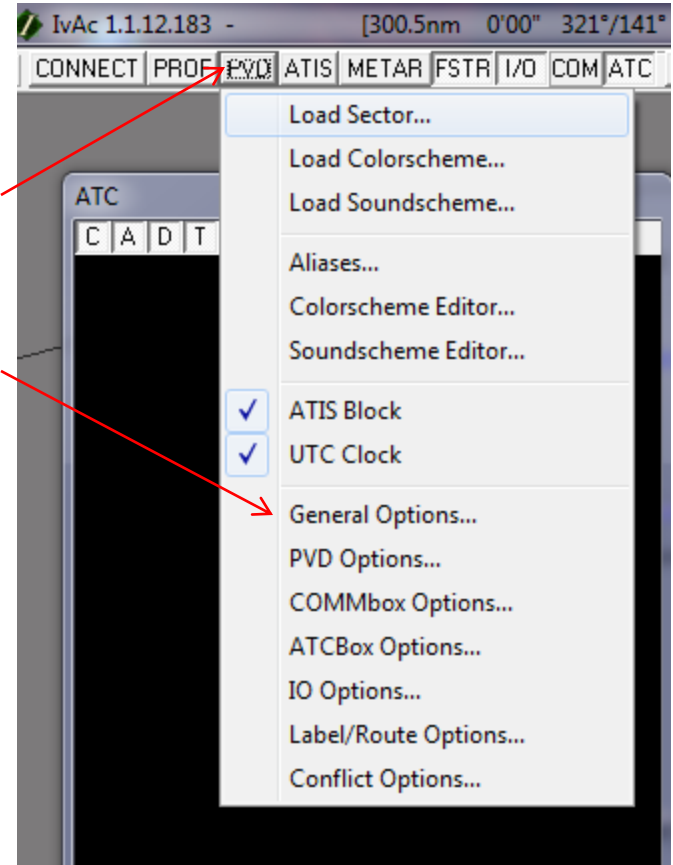 IvAc 1.1.12.183 - [300.5nm 0'00" 321°/141°
CONNECT PROF PVD ATIS METAR FSTR I/O COM ATC
Load Sector...
Load Colorscheme...
Load Soundscheme...
ATC
C A D T
Aliases...
Colorscheme Editor...
Soundscheme Editor...
ATIS Block
UTC Clock
General Options...
PVD Options...
COMMbox Options...
ATCBox Options...
IO Options...
Label/Route Options...
Conflict Options...